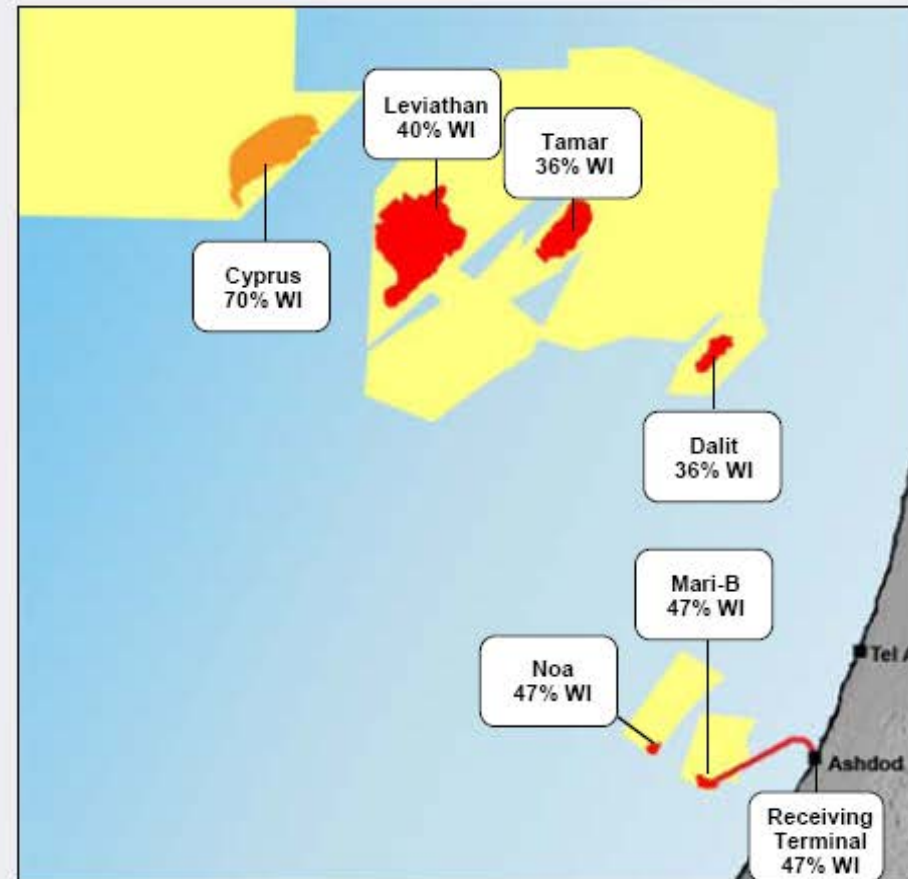 Leviathan
40% WI
Tamar
36% WI
Cyprus
70% WI
Dalit
36% WI
Mari-B
47% WI
Noa
47% WI
Tel A
Ashdod
Receiving
Terminal
47% WI